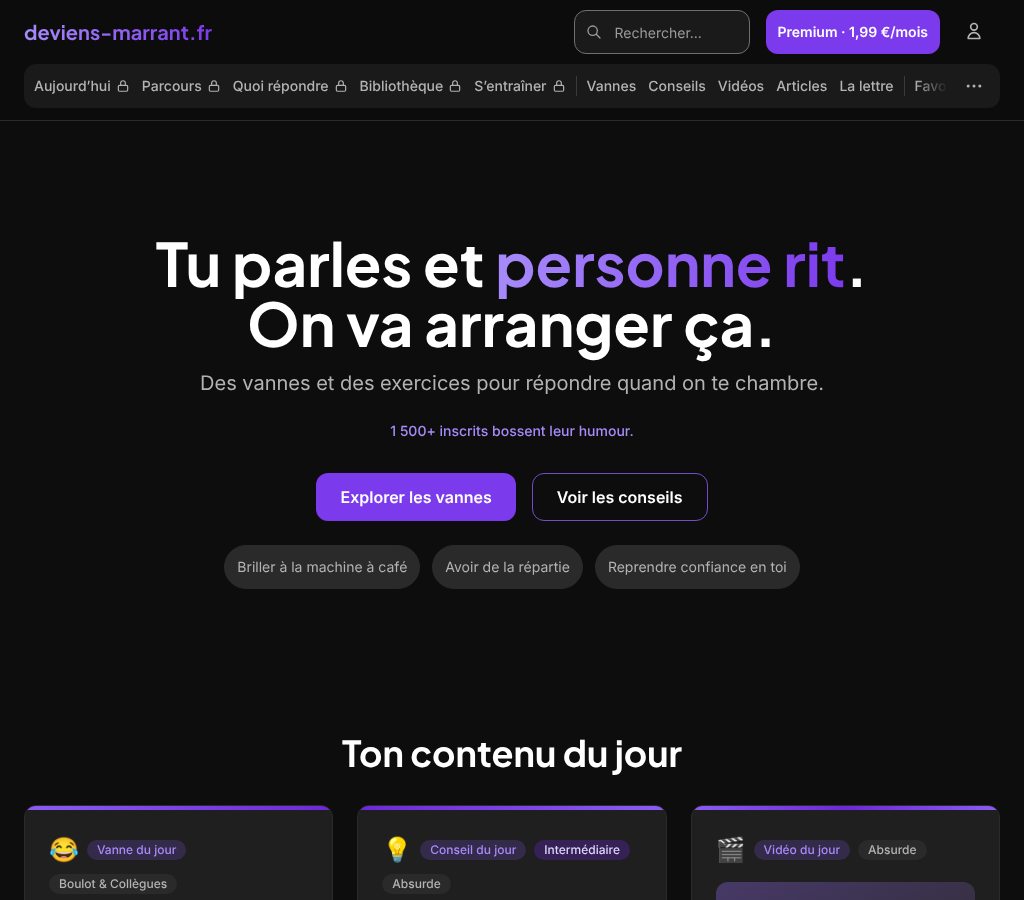 deviens-marrant.fr
Rechercher...
Premium · 1,99 €/mois
Aujourd’hui Parcours Quoi répondre Bibliothèque S’entraîner Vannes Conseils Vidéos Articles La lettre
Tu parles et personne rit.
On va arranger ça.
Des vannes et des exercices pour répondre quand on te chambre.
1 500+ inscrits bossent leur humour.
Explorer les vannes Voir les conseils
Briller à la machine à café Avoir de la répartie Reprendre confiance en toi
Ton contenu du jour
Vanne du jour Conseil du jour Intermédiaire Vidéo du jour Absurde
Boulot & Collègues Absurde